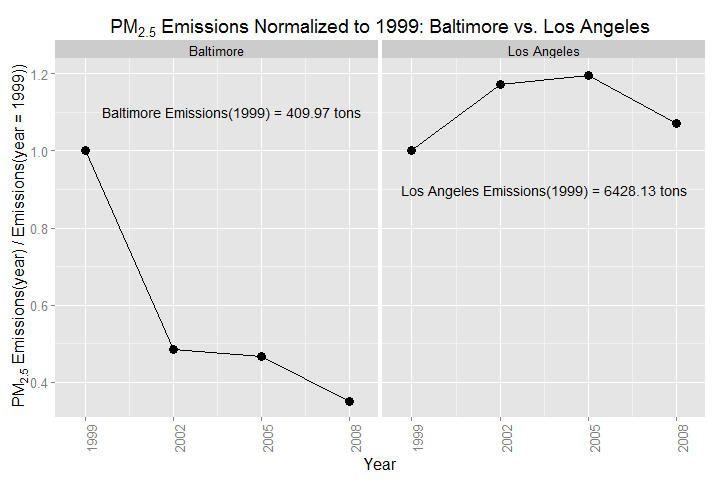 PM2.5 Emissions Normalized to 1999: Baltimore vs. Los Angeles
Baltimore
Los Angeles
PM2.5 Emissions(year) / Emissions(year = 1999))
1.2
1.0
0.8
0.6
0.4
Baltimore Emissions(1999) = 409.97 tons
Los Angeles Emissions(1999) = 6428.13 tons
1999
2002
2005
2008
1999
2002
2005
2008
Year